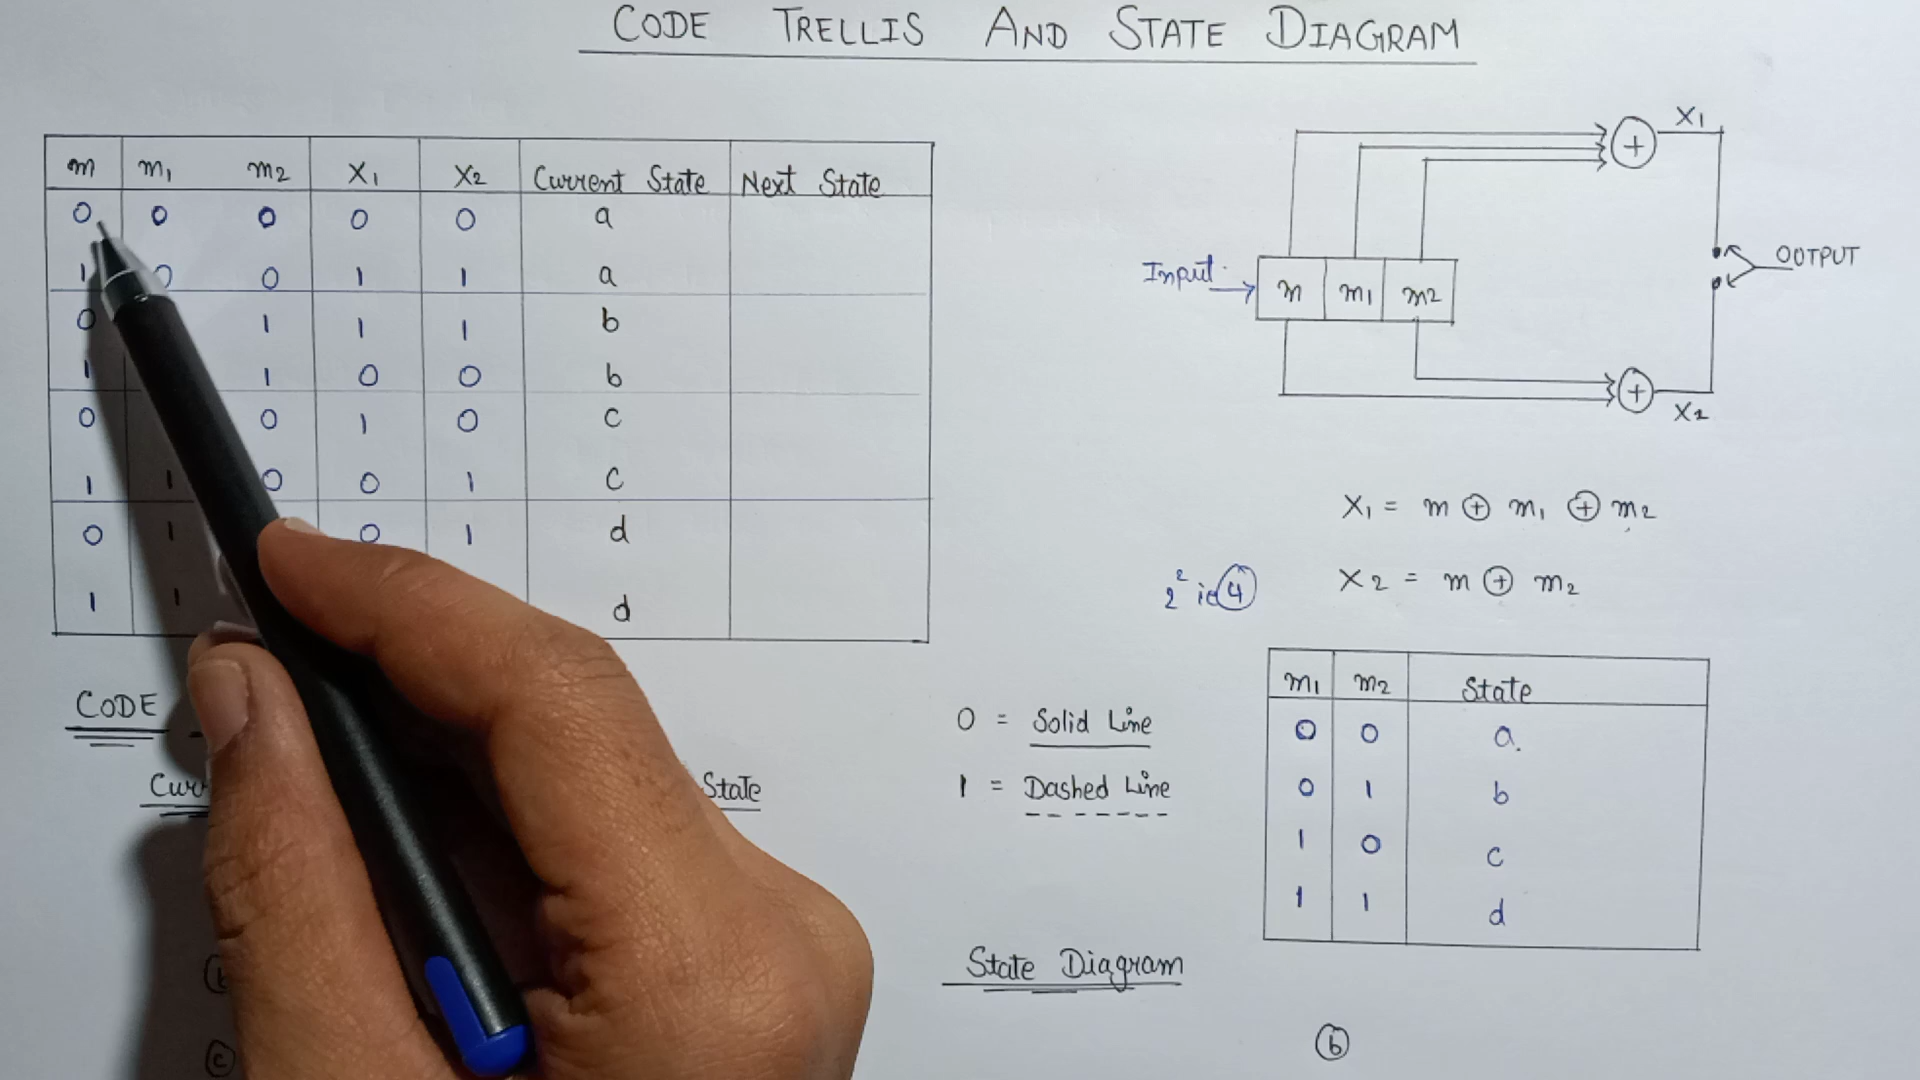 CODE TRELLIS AND STATE DIAGRAM
m m1 m2 X1 X2 Current State Next State
0 0 0 0 0 a
1 0 0 1 1 a
0 1 1 1 b
1 1 0 0 b
0 0 1 0 c
1 1 0 0 1 c
0 1 0 1 d
1 1 d
X1
Input
m m1 m2
OUTPUT
X2
X1 = m ⊕ m1 ⊕ m2
2² ie 4
X2 = m ⊕ m2
m1 m2 State
0 0 a.
0 1 b
1 0 c
1 1 d
CODE
State
0 = Solid Line
1 = Dashed Line
State Diagram
b
c